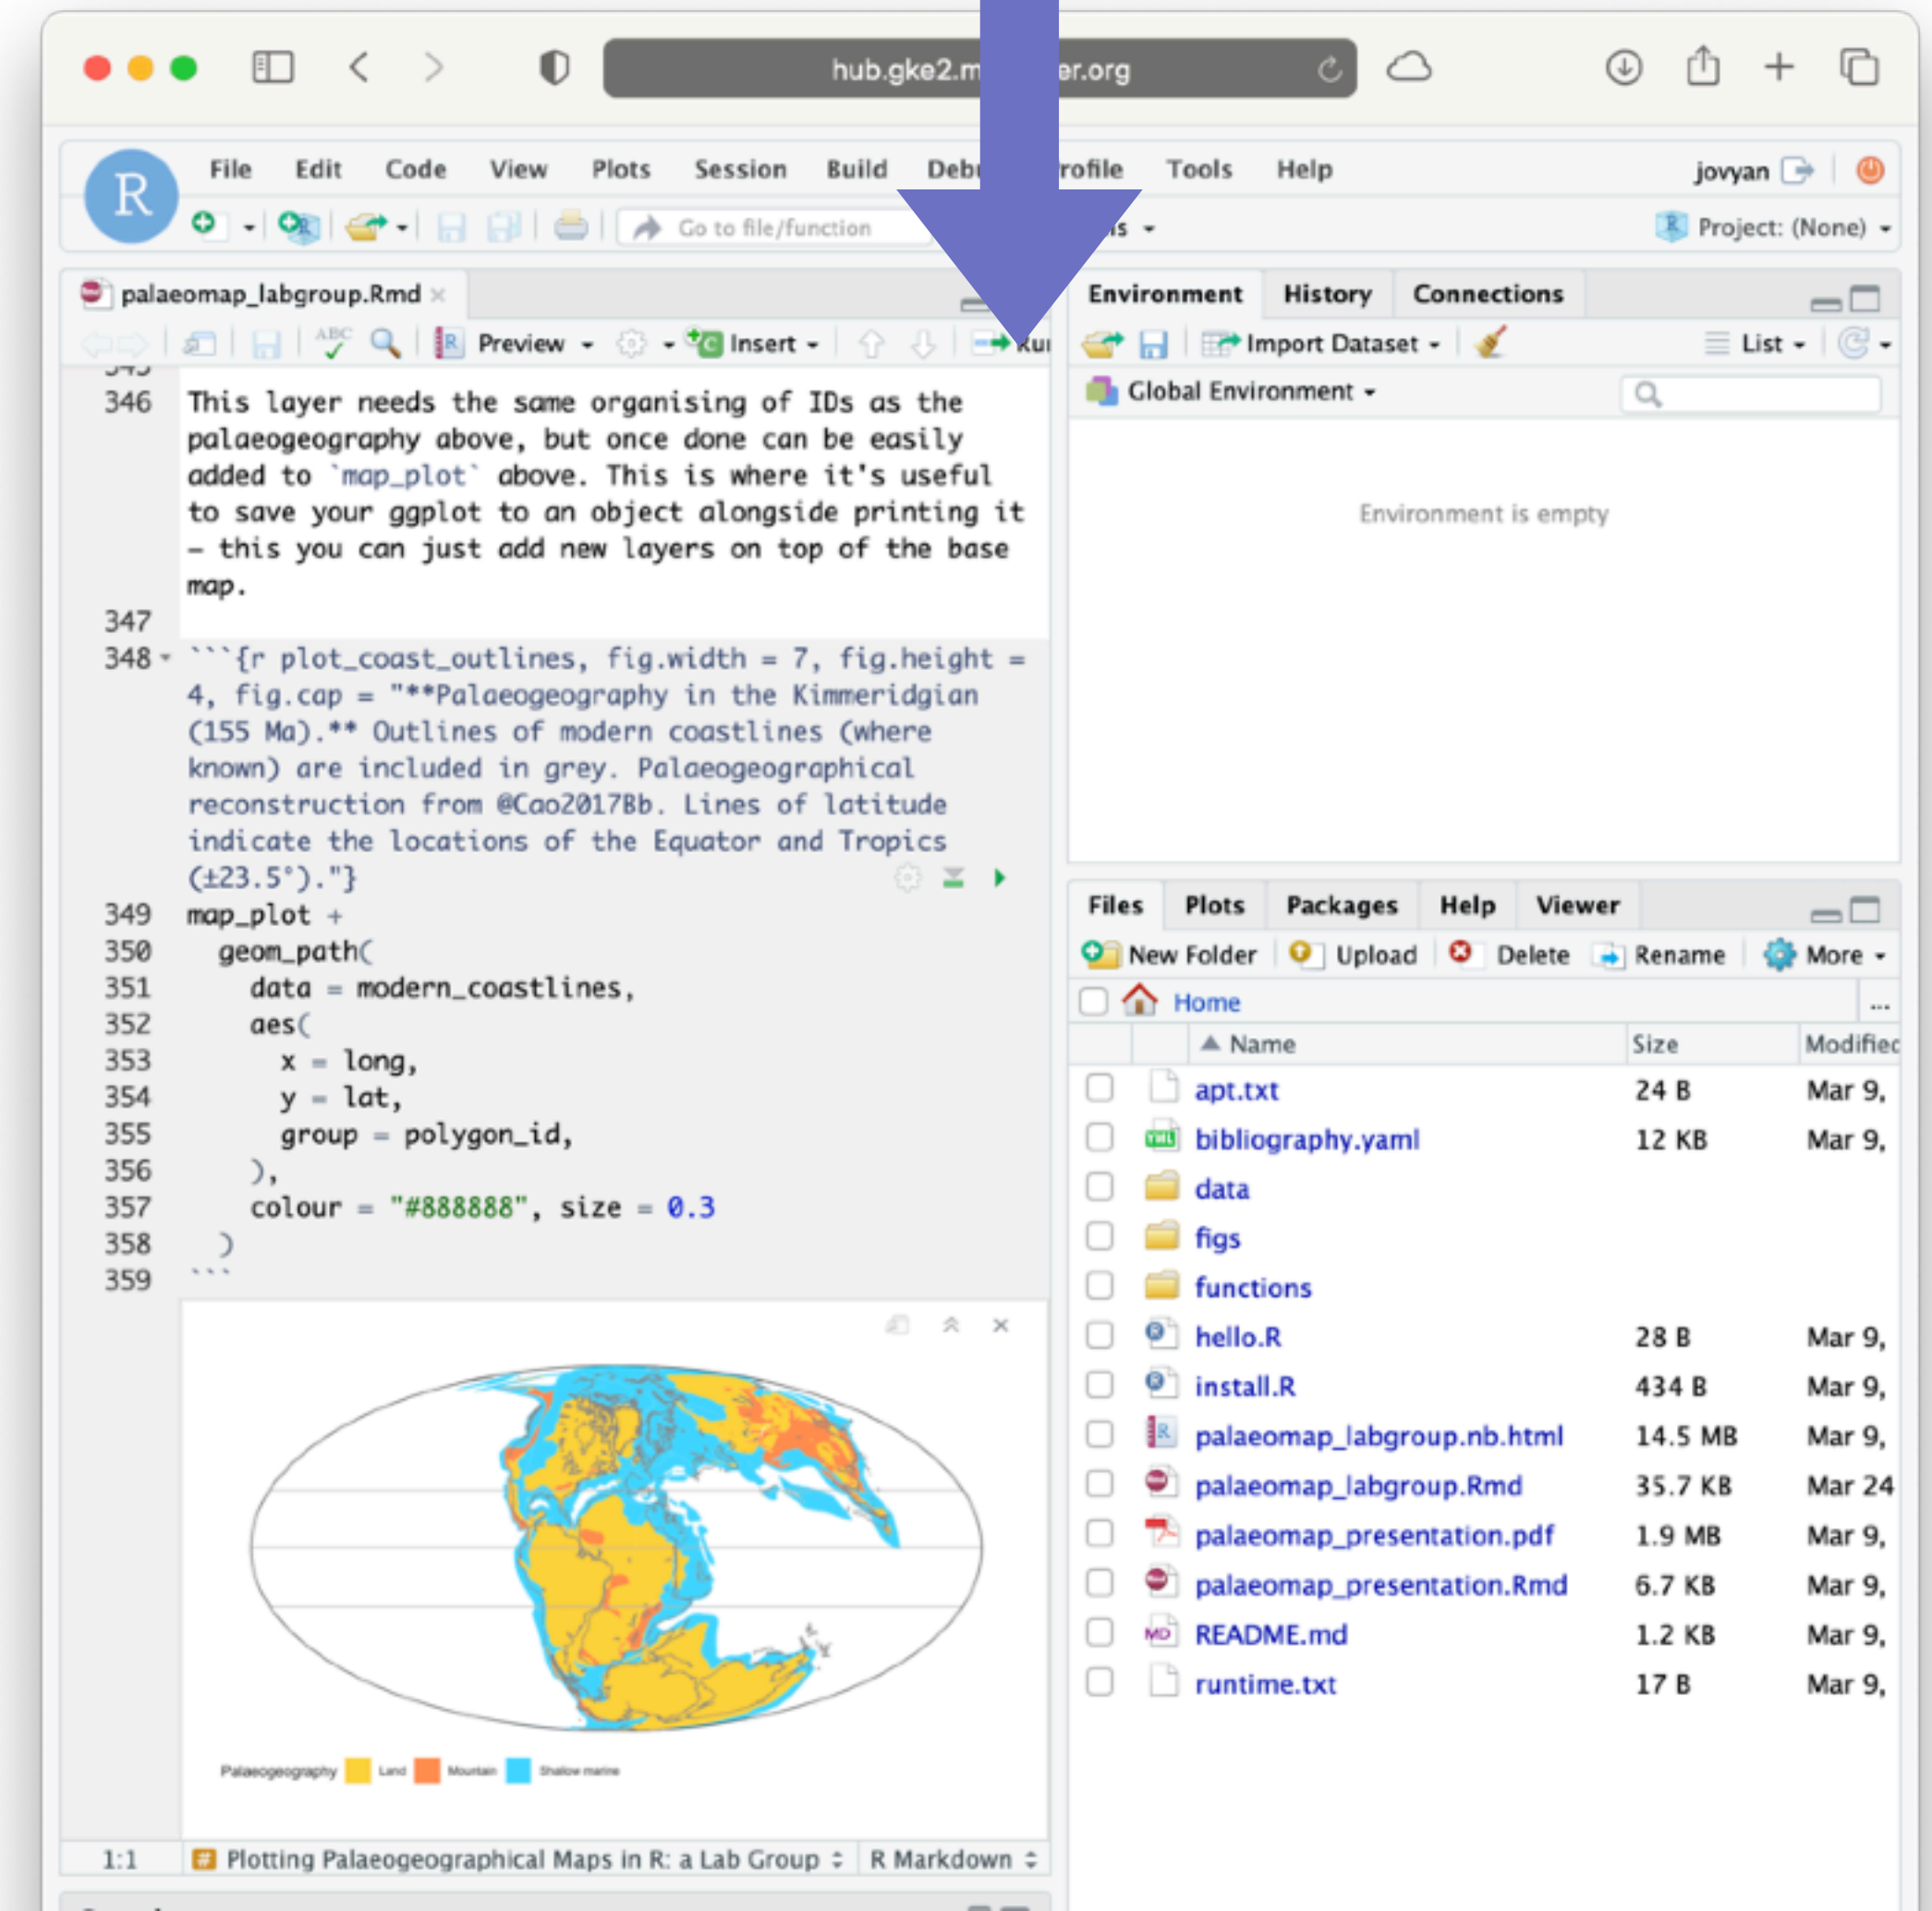 hub.gke2.m er.org
R File Edit Code View Plots Session Build Deb rofile Tools Help jovyan
Go to file/function ns Project: (None)
palaeomap_labgroup.Rmd
ABC Preview Insert Ru
345
346 This layer needs the same organising of IDs as the
palaeogeography above, but once done can be easily
added to `map_plot` above. This is where it's useful
to save your ggplot to an object alongside printing it
– this you can just add new layers on top of the base
map.
347
348 ```{r plot_coast_outlines, fig.width = 7, fig.height =
4, fig.cap = "**Palaeogeography in the Kimmeridgian
(155 Ma).** Outlines of modern coastlines (where
known) are included in grey. Palaeogeographical
reconstruction from @Cao2017Bb. Lines of latitude
indicate the locations of the Equator and Tropics
(±23.5°)."}
349 map_plot +
350 geom_path(
351 data = modern_coastlines,
352 aes(
353 x = long,
354 y = lat,
355 group = polygon_id,
356 ),
357 colour = "#888888", size = 0.3
358 )
359 ```
Palaeogeography Land Mountain Shallow marine
1:1 # Plotting Palaeogeographical Maps in R: a Lab Group R Markdown
Environment History Connections
Import Dataset List
Global Environment
Environment is empty
Files Plots Packages Help Viewer
New Folder Upload Delete Rename More
Home ...
Name Size Modified
apt.txt 24 B Mar 9,
bibliography.yaml 12 KB Mar 9,
data
figs
functions
hello.R 28 B Mar 9,
install.R 434 B Mar 9,
palaeomap_labgroup.nb.html 14.5 MB Mar 9,
palaeomap_labgroup.Rmd 35.7 KB Mar 24
palaeomap_presentation.pdf 1.9 MB Mar 9,
palaeomap_presentation.Rmd 6.7 KB Mar 9,
README.md 1.2 KB Mar 9,
runtime.txt 17 B Mar 9,